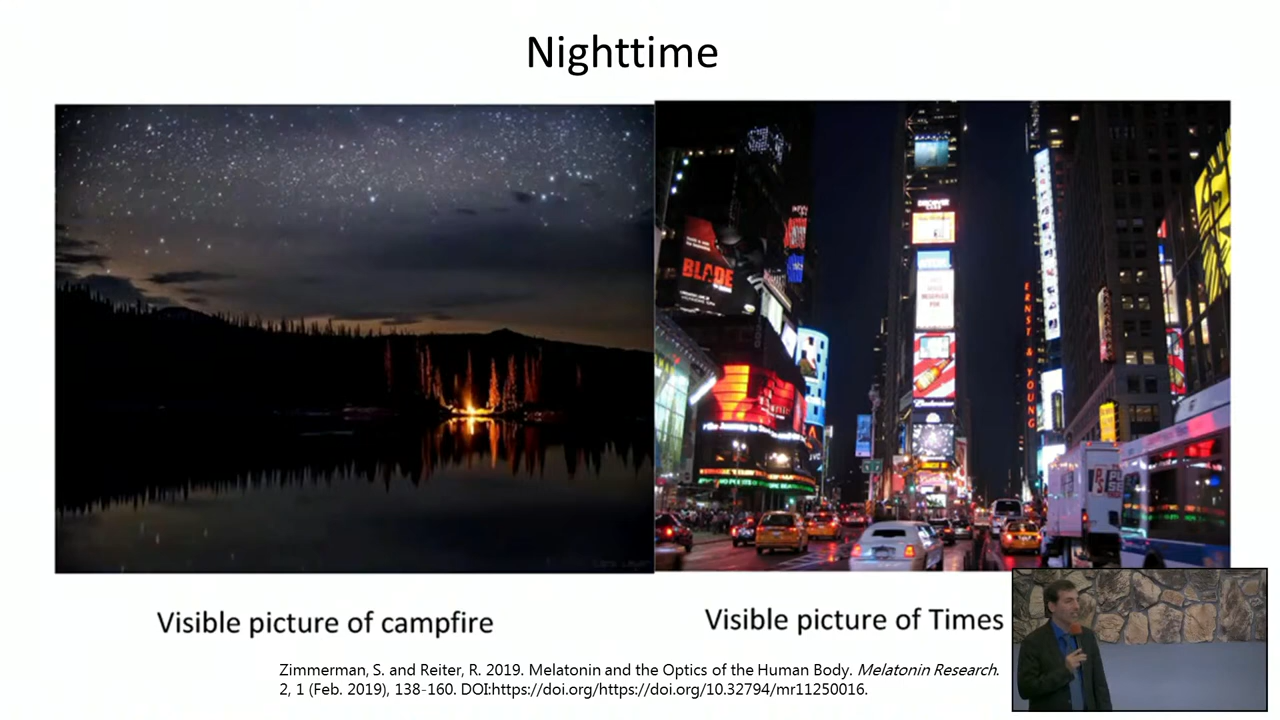 Nighttime
BLADE
DISCOVER
Budweiser
ERNST & YOUNG
Visible picture of campfire
Visible picture of Times
Zimmerman, S. and Reiter, R. 2019. Melatonin and the Optics of the Human Body. Melatonin Research.
2, 1 (Feb. 2019), 138-160. DOI:https://doi.org/https://doi.org/10.32794/mr11250016.